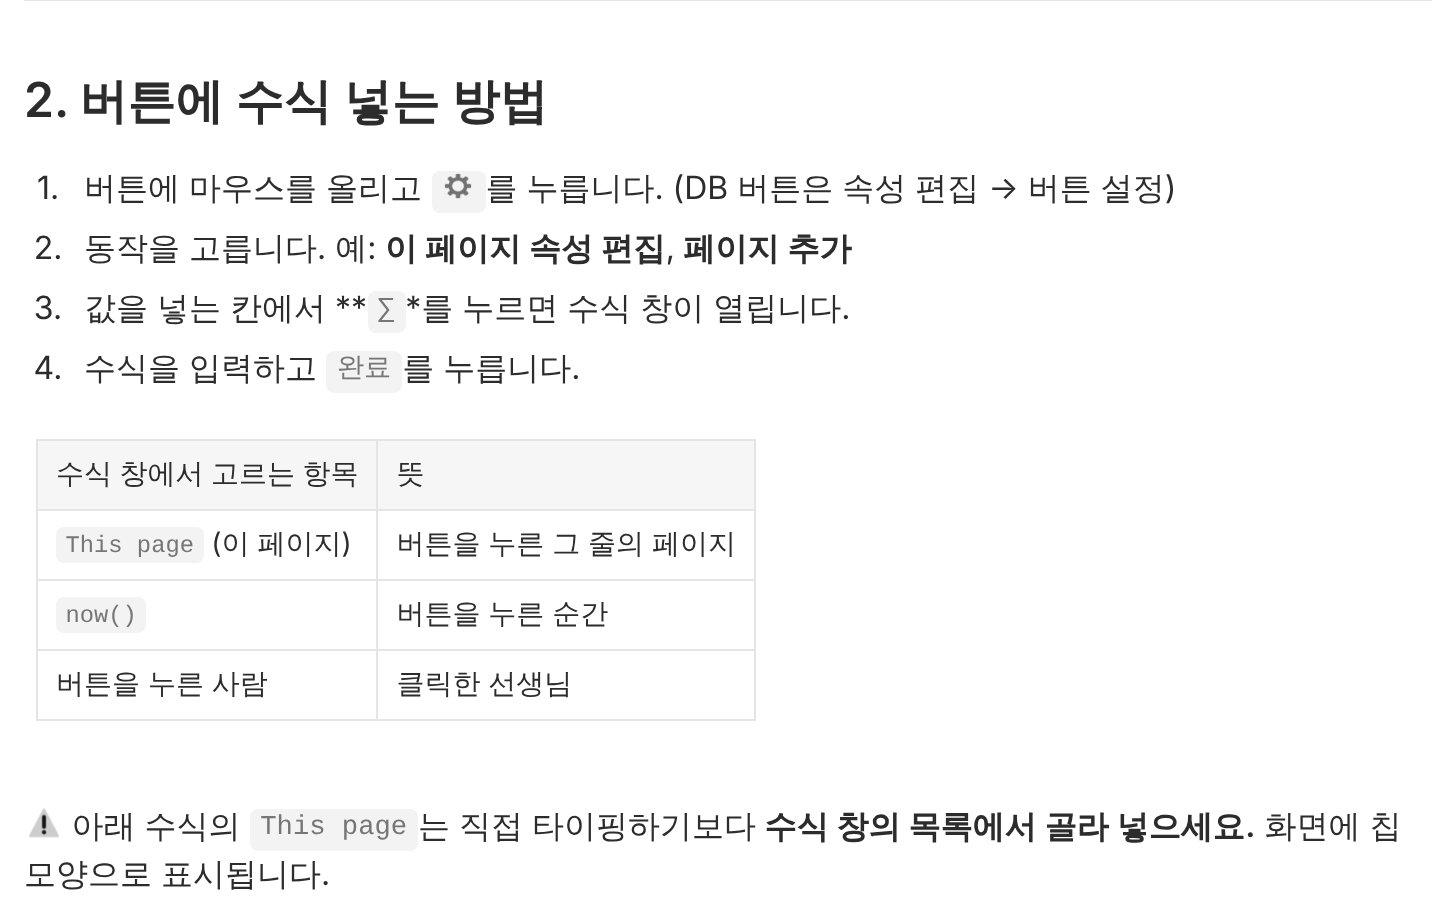 2. 버튼에 수식 넣는 방법
1. 버튼에 마우스를 올리고 ⚙를 누릅니다. (DB 버튼은 속성 편집 → 버튼 설정)
2. 동작을 고릅니다. 예: 이 페이지 속성 편집, 페이지 추가
3. 값을 넣는 칸에서 **∑*를 누르면 수식 창이 열립니다.
4. 수식을 입력하고 완료를 누릅니다.
수식 창에서 고르는 항목 뜻
This page (이 페이지) 버튼을 누른 그 줄의 페이지
now() 버튼을 누른 순간
버튼을 누른 사람 클릭한 선생님
⚠ 아래 수식의 This page는 직접 타이핑하기보다 수식 창의 목록에서 골라 넣으세요. 화면에 칩
모양으로 표시됩니다.